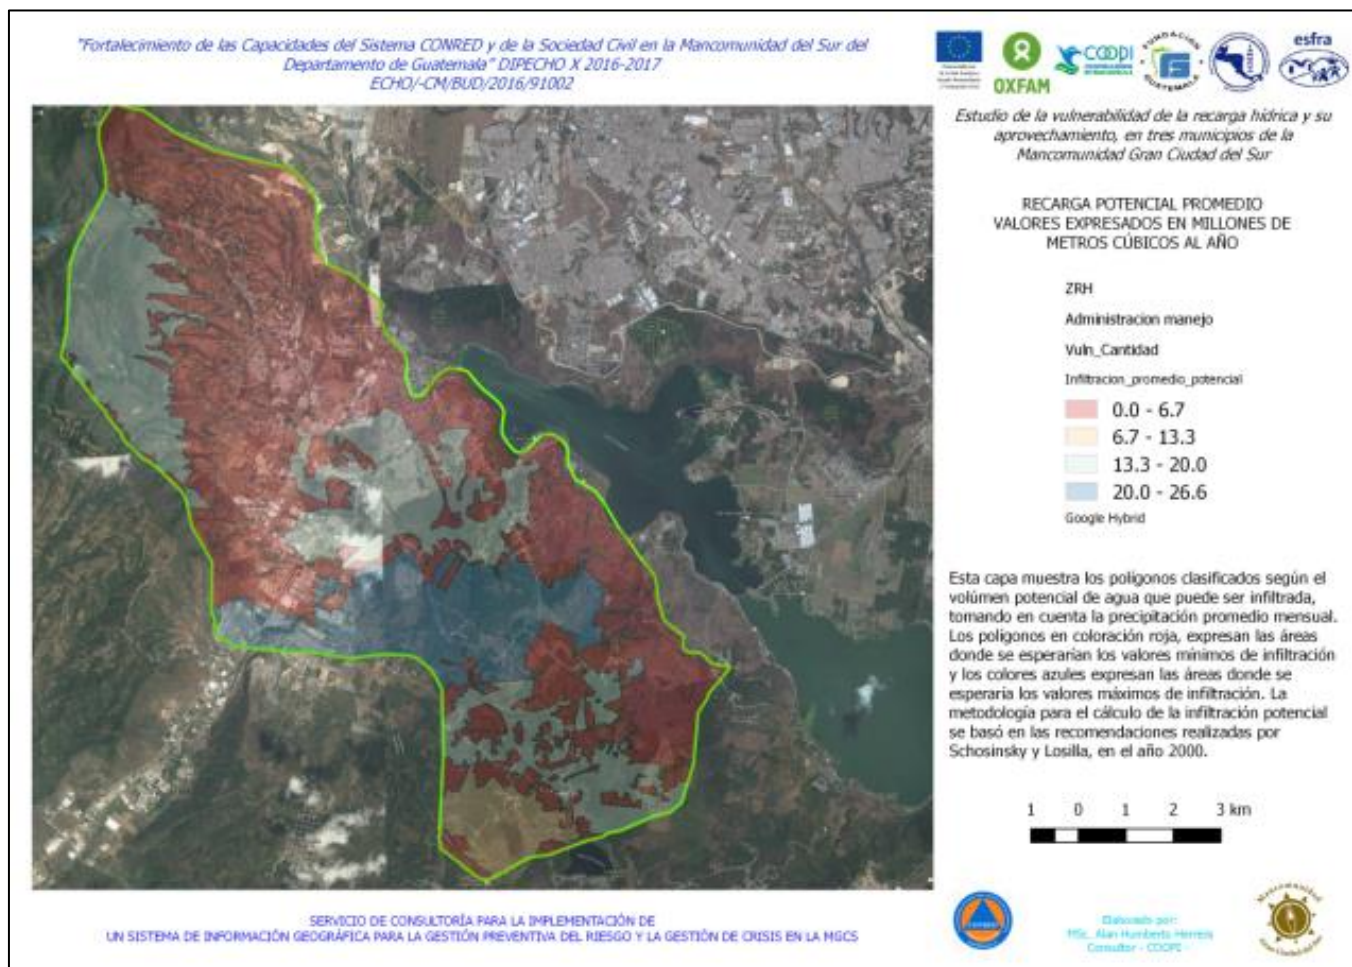 "Fortalecimiento de las Capacidades del Sistema CONRED y de la Sociedad Civil en la Mancomunidad del Sur del
Departamento de Guatemala" DIPECHO X 2016-2017
ECHO/-CM/BUD/2016/91002
OXFAM
COOPI
FUNDACION
GUATEMALA
esfra
Estudio de la vulnerabilidad de la recarga hídrica y su
aprovechamiento, en tres municipios de la
Mancomunidad Gran Ciudad del Sur
RECARGA POTENCIAL PROMEDIO
VALORES EXPRESADOS EN MILLONES DE
METROS CÚBICOS AL AÑO
ZRH
Administracion manejo
Vuln_Cantidad
Infiltracion_promedio_potencial
0.0 - 6.7
6.7 - 13.3
13.3 - 20.0
20.0 - 26.6
Google Hybrid
Esta capa muestra los polígonos clasificados según el
volúmen potencial de agua que puede ser infiltrada,
tomando en cuenta la precipitación promedio mensual.
Los polígonos en coloración roja, expresan las áreas
donde se esperarían los valores mínimos de infiltración
y los colores azules expresan las áreas donde se
esperaría los valores máximos de infiltración. La
metodología para el cálculo de la infiltración potencial
se basó en las recomendaciones realizadas por
Schosinsky y Losilla, en el año 2000.
1 0 1 2 3 km
SERVICIO DE CONSULTORÍA PARA LA IMPLEMENTACIÓN DE
UN SISTEMA DE INFORMACIÓN GEOGRÁFICA PARA LA GESTIÓN PREVENTIVA DEL RIESGO Y LA GESTIÓN DE CRISIS EN LA MGCS
Elaborado por:
MSc. Alan Humberto Herrera
Consultor - COOPI
Mancomunidad
Gran Ciudad del Sur